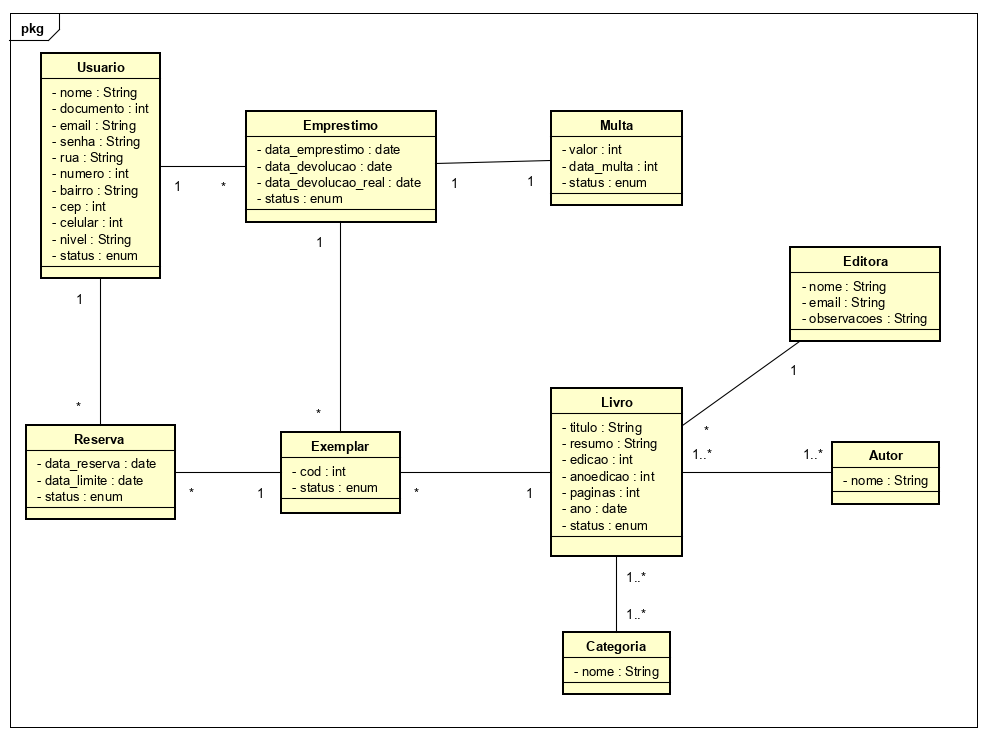 pkg
Usuario
- nome : String
- documento : int
- email : String
- senha : String
- rua : String
- numero : int
- bairro : String
- cep : int
- celular : int
- nivel : String
- status : enum
1
*
Emprestimo
- data_emprestimo : date
- data_devolucao : date
- data_devolucao_real : date
- status : enum
1
1
Multa
- valor : int
- data_multa : int
- status : enum
1
*
1
*
Editora
- nome : String
- email : String
- observacoes : String
1
*
Reserva
- data_reserva : date
- data_limite : date
- status : enum
*
1
Exemplar
- cod : int
- status : enum
*
1
Livro
- titulo : String
- resumo : String
- edicao : int
- anoedicao : int
- paginas : int
- ano : date
- status : enum
1..*
1..*
Autor
- nome : String
1..*
1..*
Categoria
- nome : String